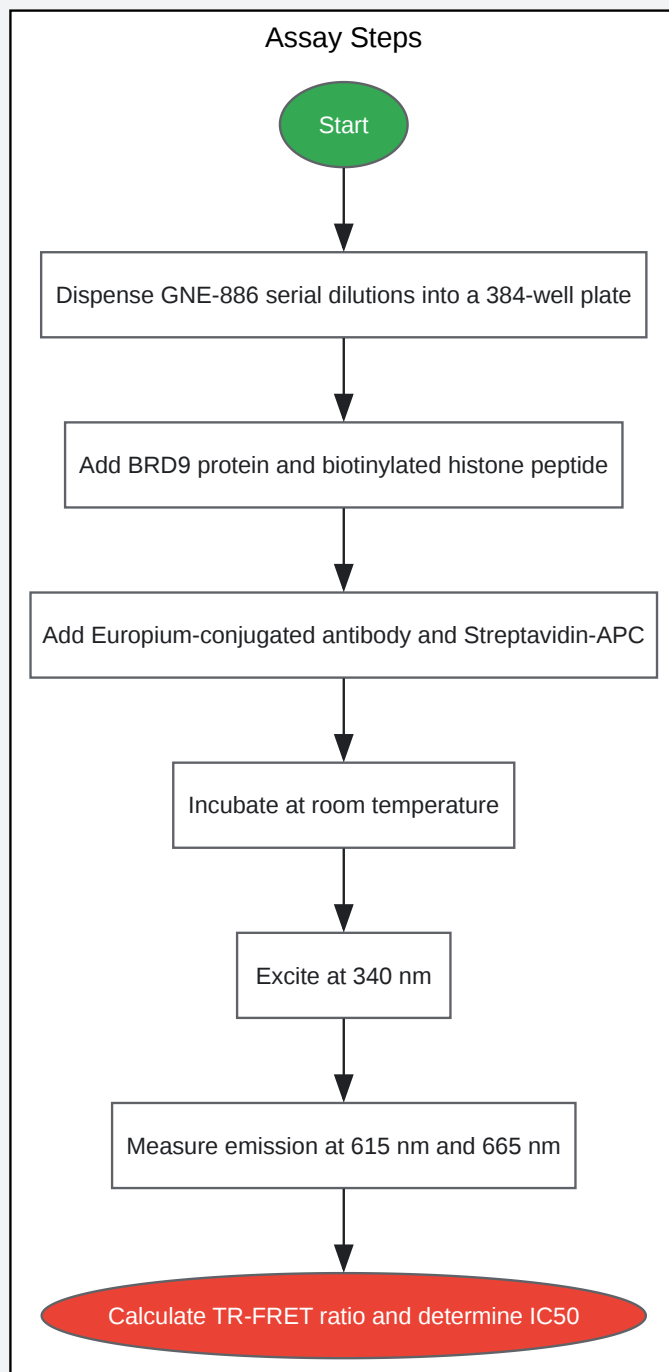 Assay Steps
Start
Dispense GNE-886 serial dilutions into a 384-well plate
Add BRD9 protein and biotinylated histone peptide
Add Europium-conjugated antibody and Streptavidin-APC
Incubate at room temperature
Excite at 340 nm
Measure emission at 615 nm and 665 nm
Calculate TR-FRET ratio and determine IC50